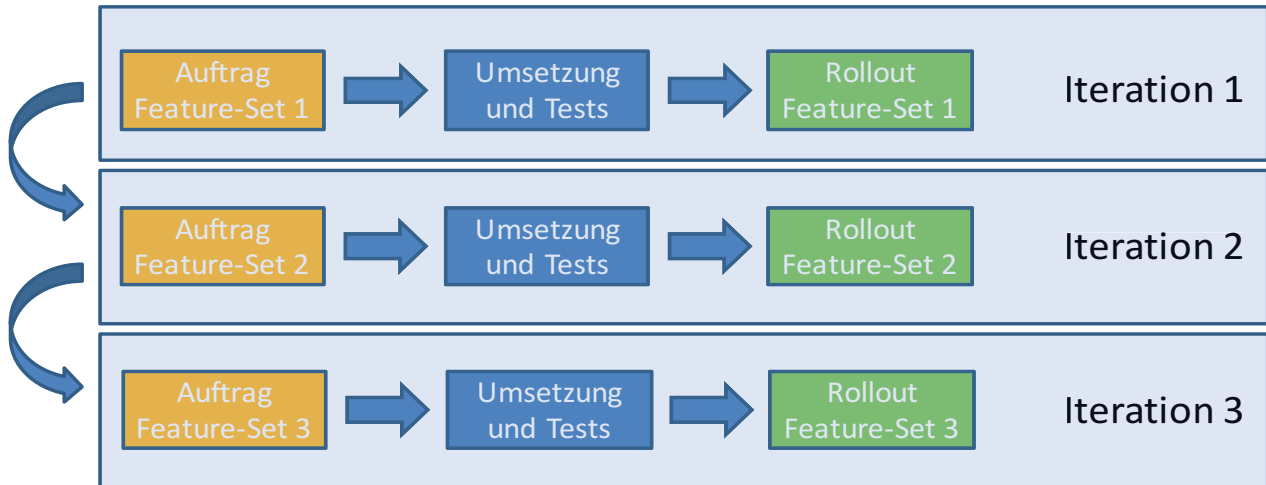 Auftrag
Feature-Set 1
Umsetzung
und Tests
Rollout
Feature-Set 1
Iteration 1
Auftrag
Feature-Set 2
Umsetzung
und Tests
Rollout
Feature-Set 2
Iteration 2
Auftrag
Feature-Set 3
Umsetzung
und Tests
Rollout
Feature-Set 3
Iteration 3